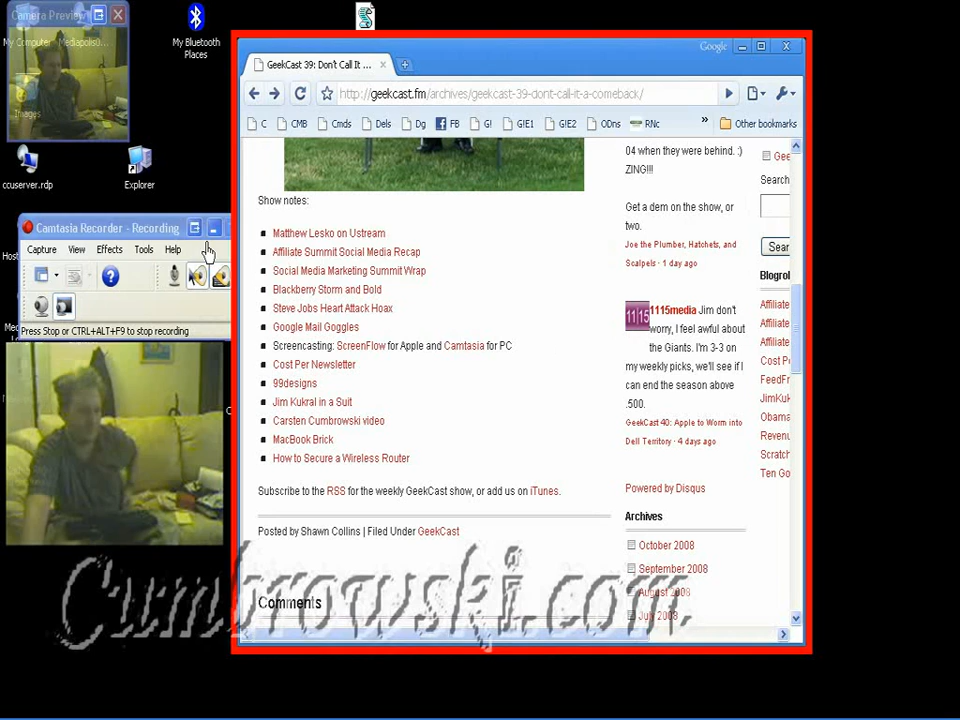 Camera Preview
My Computer
Mediapolis0...
Images
My Bluetooth
Places
ccuserver.rdp
Explorer
Camtasia Recorder - Recording
Capture View Effects Tools Help
Press Stop or CTRL+ALT+F9 to stop recording
Google
GeekCast 39: Don't Call It ...
http://geekcast.fm/archives/geekcast-39-dont-call-it-a-comeback/
C CMB Cmds Dels Dg FB G! G!E1 G!E2 ODns RNc » Other bookmarks
Show notes:
Matthew Lesko on Ustream
Affiliate Summit Social Media Recap
Social Media Marketing Summit Wrap
Blackberry Storm and Bold
Steve Jobs Heart Attack Hoax
Google Mail Goggles
Screencasting: ScreenFlow for Apple and Camtasia for PC
Cost Per Newsletter
99designs
Jim Kukral in a Suit
Carsten Cumbrowski video
MacBook Brick
How to Secure a Wireless Router
Subscribe to the RSS for the weekly GeekCast show, or add us on iTunes.
Posted by Shawn Collins | Filed Under GeekCast
Comments
04 when they were behind. :)
ZING!!!
Get a dem on the show, or
two.
Joe the Plumber, Hatchets, and
Scalpels · 1 day ago
11 15
1115media Jim don't
worry, I feel awful about
the Giants. I'm 3-3 on
my weekly picks, we'll see if I
can end the season above
.500.
GeekCast 40: Apple to Worm into
Dell Territory · 4 days ago
Powered by Disqus
Archives
October 2008
September 2008
August 2008
July 2008
Gee
Search
Sear
Blogrol
Affiliate
Affiliate
Affiliate
Cost P
FeedFr
JimKuk
Obama
Revenu
Scratch
Ten Go
Cumbrowski.com